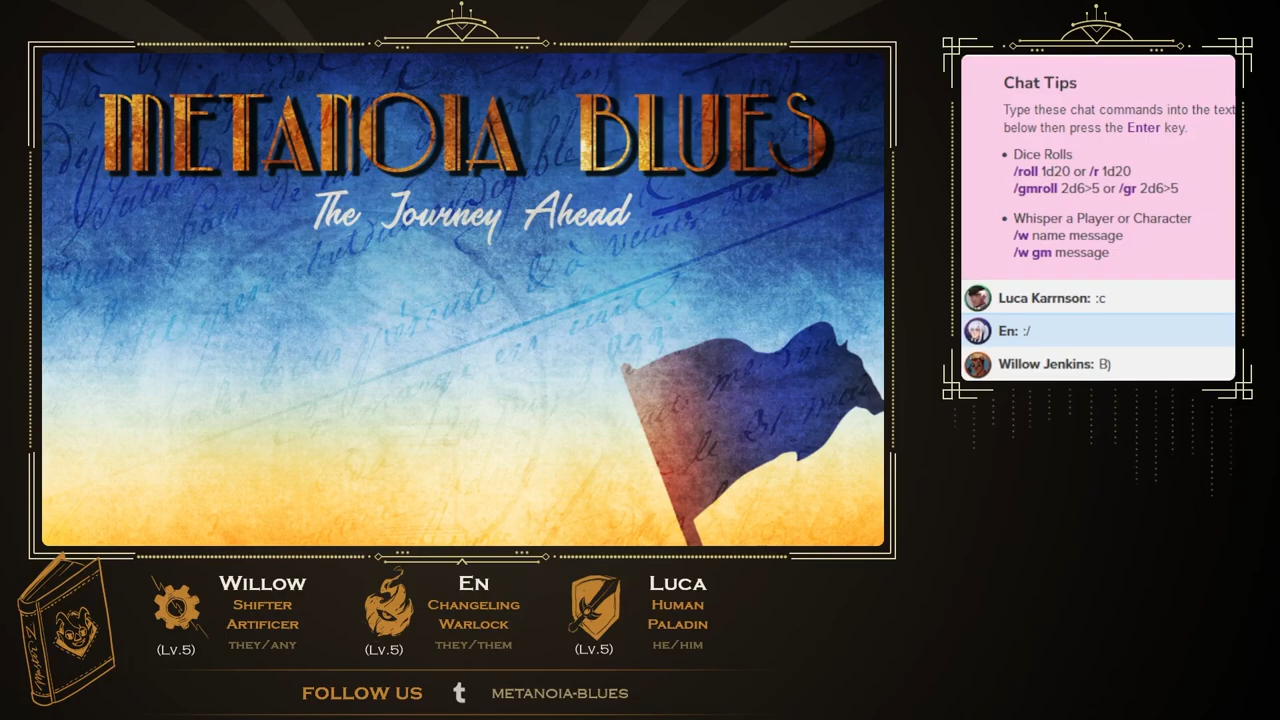 METANOIA BLUES
The Journey Ahead
Chat Tips
Type these chat commands into the text
below then press the Enter key.
• Dice Rolls
/roll 1d20 or /r 1d20
/gmroll 2d6>5 or /gr 2d6>5
• Whisper a Player or Character
/w name message
/w gm message
Luca Karrnson: :c
En: :/
Willow Jenkins: B)
WILLOW
SHIFTER
ARTIFICER
(LV.5)
THEY/ANY
EN
CHANGELING
WARLOCK
(LV.5)
THEY/THEM
LUCA
HUMAN
PALADIN
(LV.5)
HE/HIM
FOLLOW US
t
METANOIA-BLUES